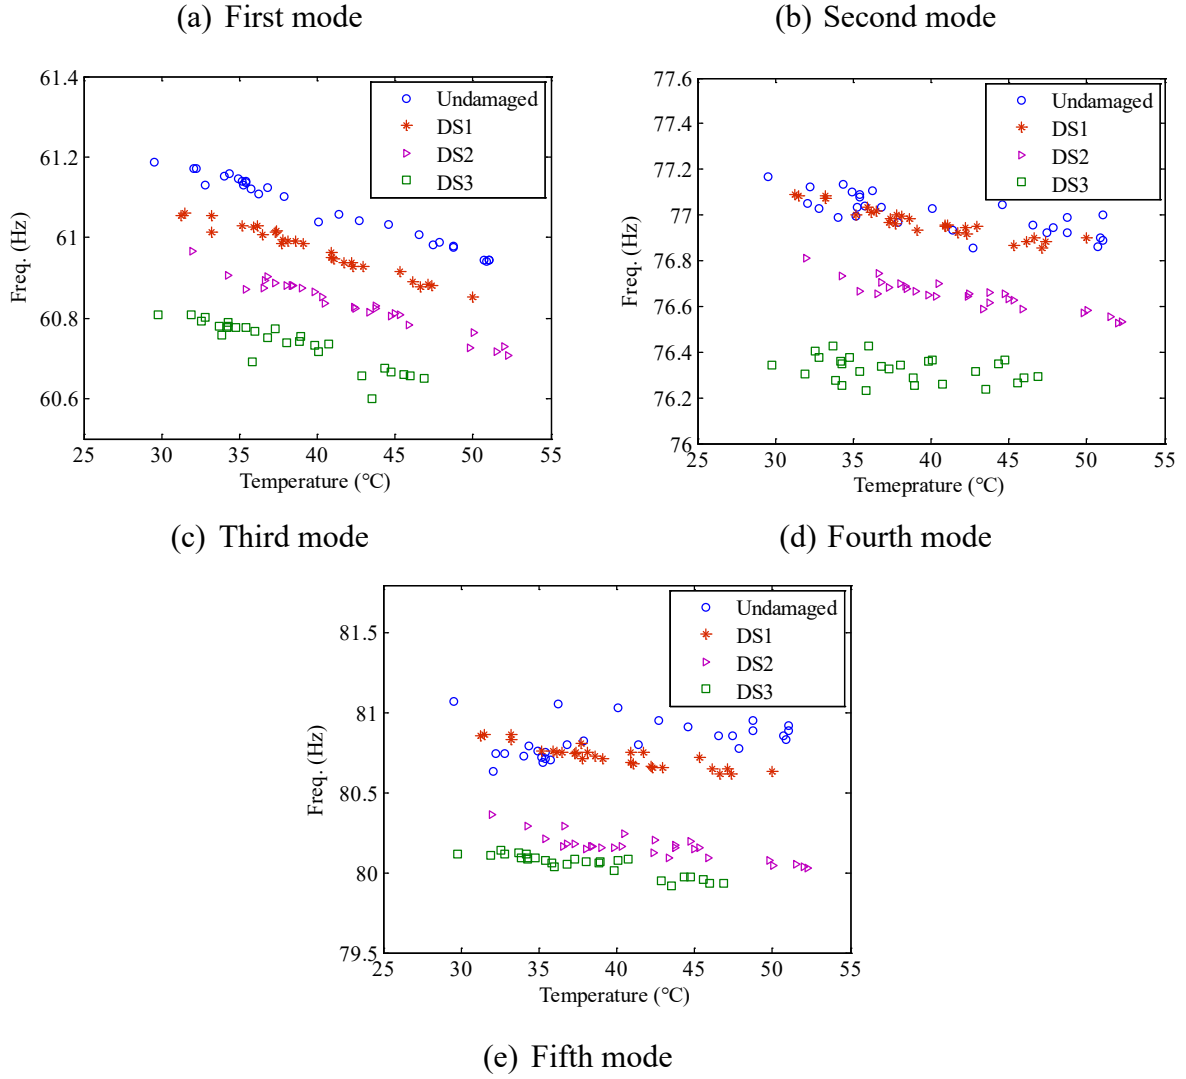 (a) First mode
(b) Second mode
61.4
61.2
61
60.8
60.6
Freq. (Hz)
Undamaged
DS1
DS2
DS3
25 30 35 40 45 50 55
Temperature (℃)
77.6
77.4
77.2
77
76.8
76.6
76.4
76.2
76
Freq. (Hz)
Undamaged
DS1
DS2
DS3
25 30 35 40 45 50 55
Temeprature (℃)
(c) Third mode
(d) Fourth mode
81.5
81
80.5
80
79.5
Freq. (Hz)
Undamaged
DS1
DS2
DS3
25 30 35 40 45 50 55
Temperature (℃)
(e) Fifth mode